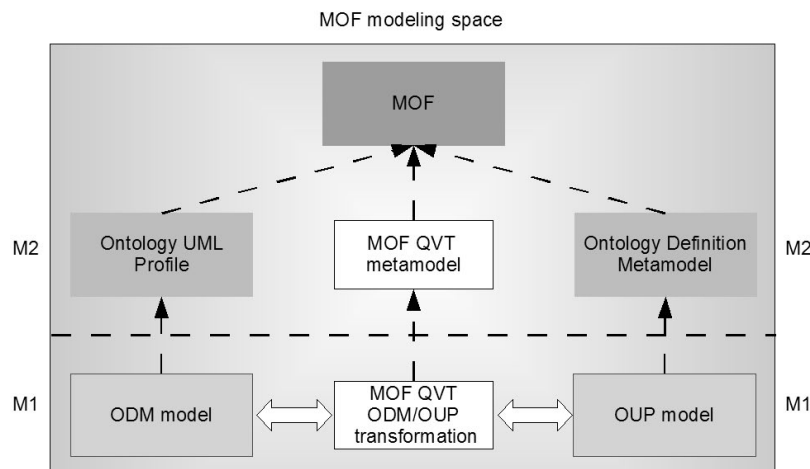 MOF modeling space
MOF
M2
Ontology UML
Profile
MOF QVT
metamodel
Ontology Definition
Metamodel
M2
M1
ODM model
MOF QVT
ODM/OUP
transformation
OUP model
M1